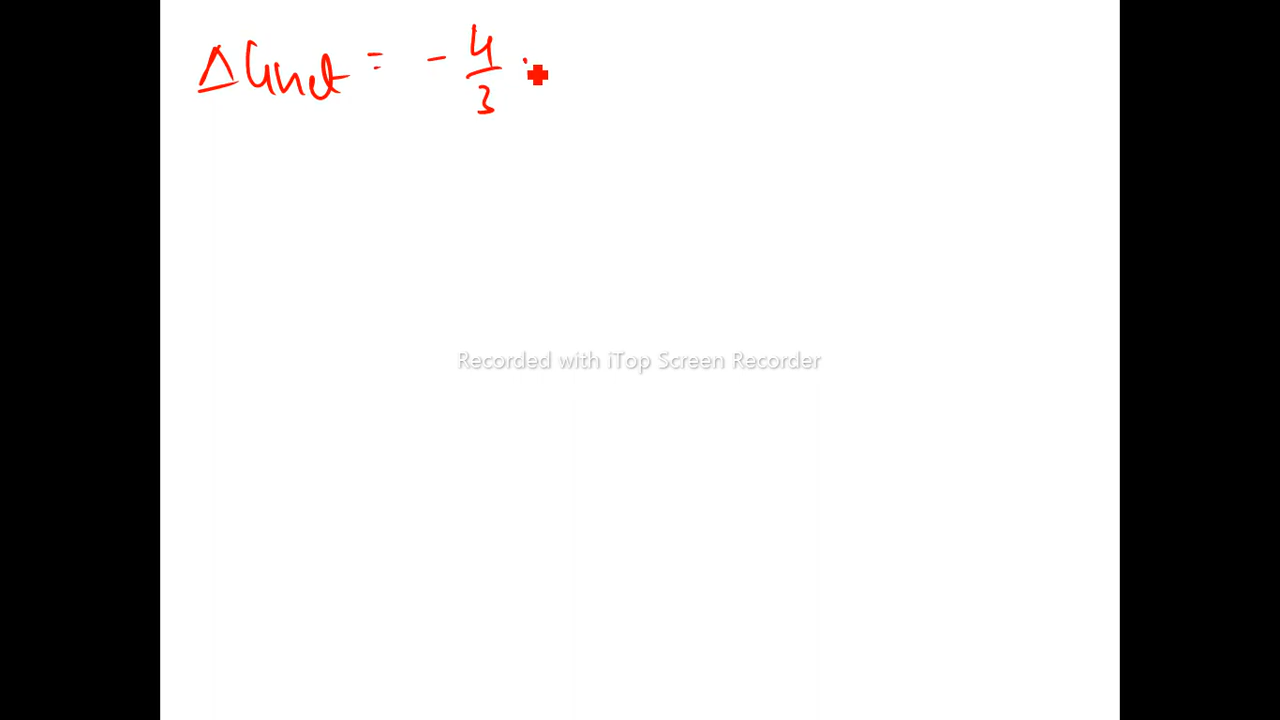 ΔGnet = - 4/3
Recorded with iTop Screen Recorder